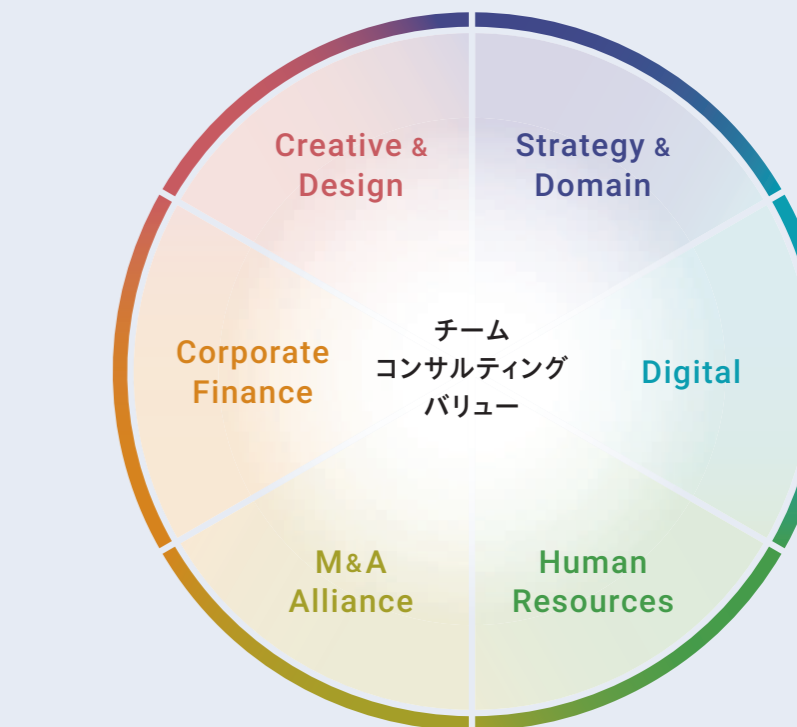 Creative &
Design
Strategy &
Domain
Corporate
Finance
チーム
コンサルティング
バリュー
Digital
M&A
Alliance
Human
Resources